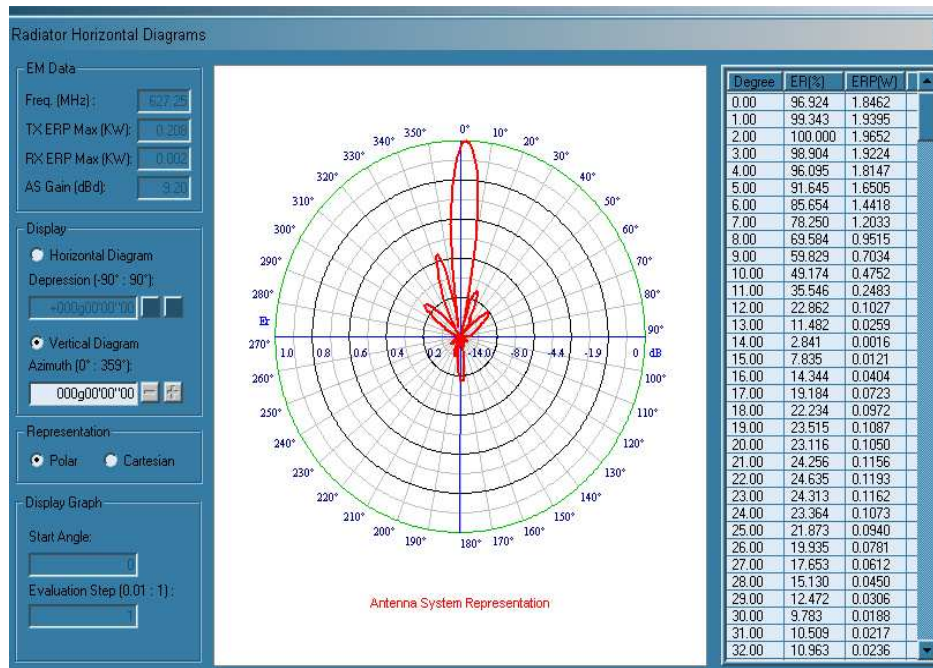 Radiator Horizontal Diagrams
EM Data
Freq. (MHz) : 627.25
TX ERP Max (KW): 0.208
RX ERP Max (KW): 0.002
AS Gain (dBd): 9.20
Display
Horizontal Diagram
Depression (-90° : 90°):
+000g00'00"00
Vertical Diagram
Azimuth (0° : 359°):
000g00'00"00
Representation
Polar Cartesian
Display Graph
Start Angle:
0
Evaluation Step (0.01 : 1) :
1
350° 0° 10°
340° 20°
330° 30°
320° 40°
310° 50°
300° 60°
290° 70°
280° 80°
Er 90°
270° 1.0 0.8 0.6 0.4 0.2 -14.0 -8.0 -4.4 -1.9 0 dB
260° 100°
250° 110°
240° 120°
230° 130°
220° 140°
210° 150°
200° 190° 180° 170° 160°
Antenna System Representation
Degree ER(%) ERP(W)
0.00 96.924 1.8462
1.00 99.343 1.9395
2.00 100.000 1.9652
3.00 98.904 1.9224
4.00 96.095 1.8147
5.00 91.645 1.6505
6.00 85.654 1.4418
7.00 78.250 1.2033
8.00 69.584 0.9515
9.00 59.829 0.7034
10.00 49.174 0.4752
11.00 35.546 0.2483
12.00 22.862 0.1027
13.00 11.482 0.0259
14.00 2.841 0.0016
15.00 7.835 0.0121
16.00 14.344 0.0404
17.00 19.184 0.0723
18.00 22.234 0.0972
19.00 23.515 0.1087
20.00 23.116 0.1050
21.00 24.256 0.1156
22.00 24.635 0.1193
23.00 24.313 0.1162
24.00 23.364 0.1073
25.00 21.873 0.0940
26.00 19.935 0.0781
27.00 17.653 0.0612
28.00 15.130 0.0450
29.00 12.472 0.0306
30.00 9.783 0.0188
31.00 10.509 0.0217
32.00 10.963 0.0236